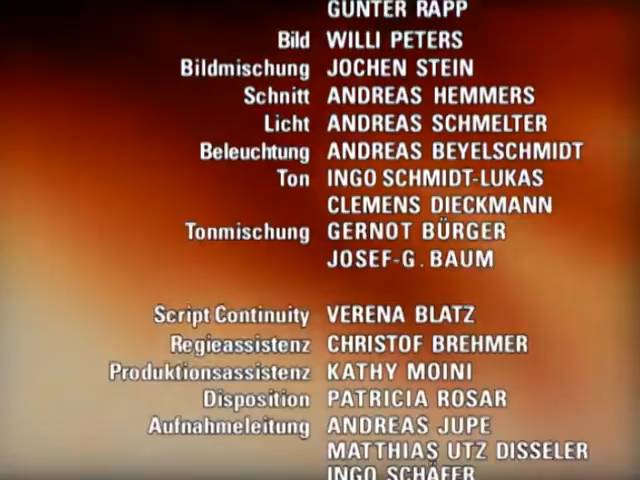 GÜNTER RAPP
Bild WILLI PETERS
Bildmischung JOCHEN STEIN
Schnitt ANDREAS HEMMERS
Licht ANDREAS SCHMELTER
Beleuchtung ANDREAS BEYELSCHMIDT
Ton INGO SCHMIDT-LUKAS
CLEMENS DIECKMANN
Tonmischung GERNOT BÜRGER
JOSEF-G. BAUM
Script Continuity VERENA BLATZ
Regieassistenz CHRISTOF BREHMER
Produktionsassistenz KATHY MOINI
Disposition PATRICIA ROSAR
Aufnahmeleitung ANDREAS JUPE
MATTHIAS UTZ DISSELER
INGO SCHÄFER